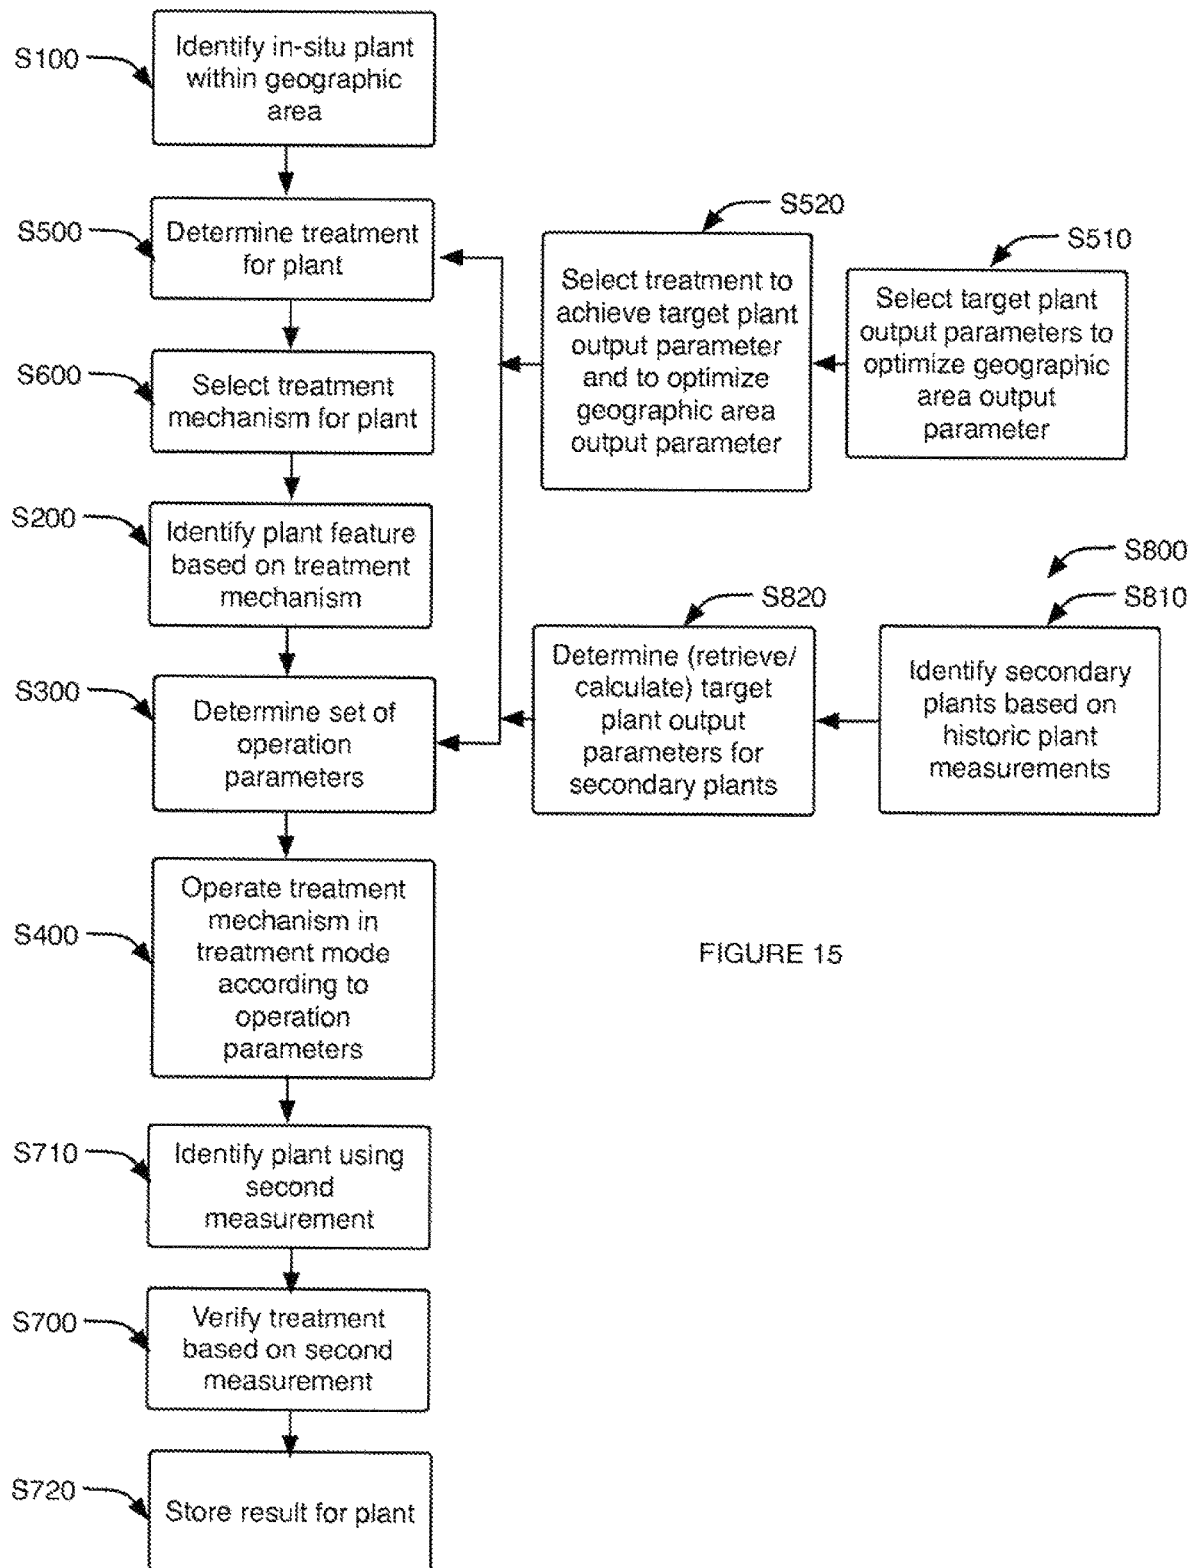 S100
Identify in-situ plant
within geographic
area
S500
Determine treatment
for plant
S520
Select treatment to
achieve target plant
output parameter
and to optimize
geographic area
output parameter
S510
Select target plant
output parameters to
optimize geographic
area output
parameter
S600
Select treatment
mechanism for plant
S200
Identify plant feature
based on treatment
mechanism
S300
Determine set of
operation
parameters
S820
Determine (retrieve/
calculate) target
plant output
parameters for
secondary plants
S800
S810
Identify secondary
plants based on
historic plant
measurements
S400
Operate treatment
mechanism in
treatment mode
according to
operation
parameters
FIGURE 15
S710
Identify plant using
second
measurement
S700
Verify treatment
based on second
measurement
S720
Store result for plant